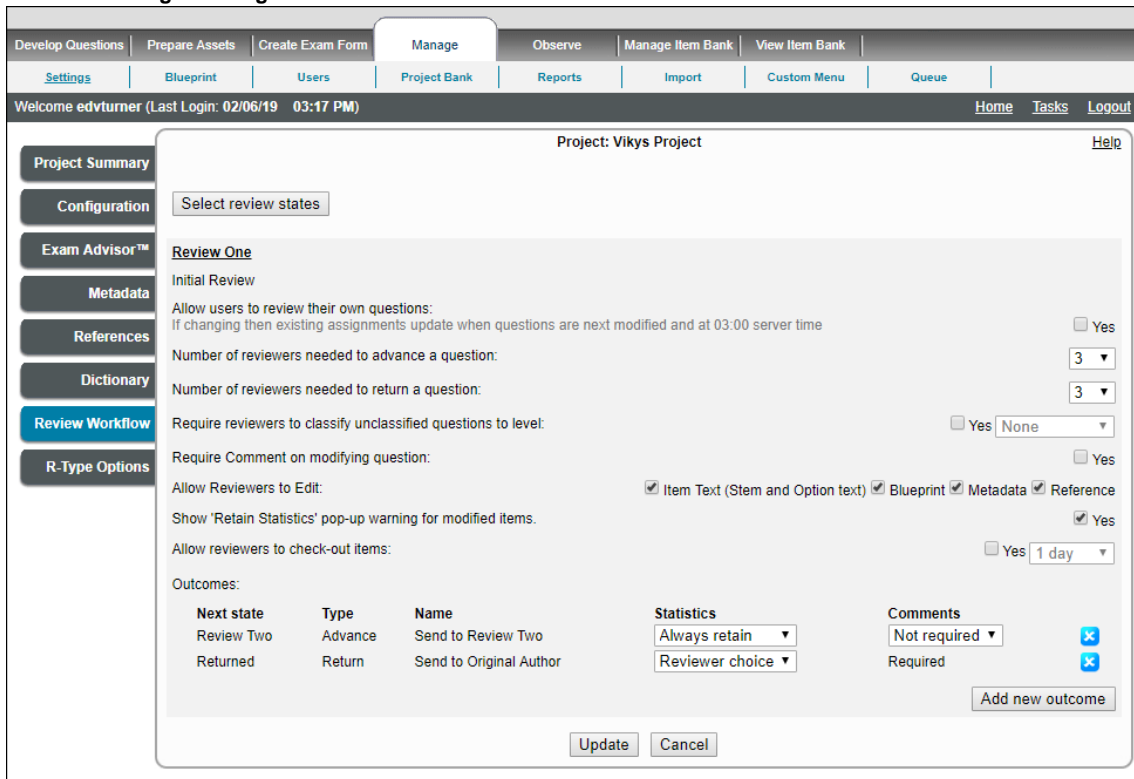 Develop Questions Prepare Assets Create Exam Form Manage Observe Manage Item Bank View Item Bank
Settings Blueprint Users Project Bank Reports Import Custom Menu Queue
Welcome edvturner (Last Login: 02/06/19 03:17 PM) Home Tasks Logout
Project: Vikys Project Help
Project Summary
Configuration Select review states
Exam Advisor™ Review One
Initial Review
Metadata
Allow users to review their own questions:
If changing then existing assignments update when questions are next modified and at 03:00 server time Yes
References
Number of reviewers needed to advance a question: 3
Dictionary
Number of reviewers needed to return a question: 3
Review Workflow Require reviewers to classify unclassified questions to level: Yes None
Require Comment on modifying question: Yes
R-Type Options
Allow Reviewers to Edit: Item Text (Stem and Option text) Blueprint Metadata Reference
Show 'Retain Statistics' pop-up warning for modified items. Yes
Allow reviewers to check-out items: Yes 1 day
Outcomes:
Next state Type Name Statistics Comments
Review Two Advance Send to Review Two Always retain Not required
Returned Return Send to Original Author Reviewer choice Required
Add new outcome
Update Cancel